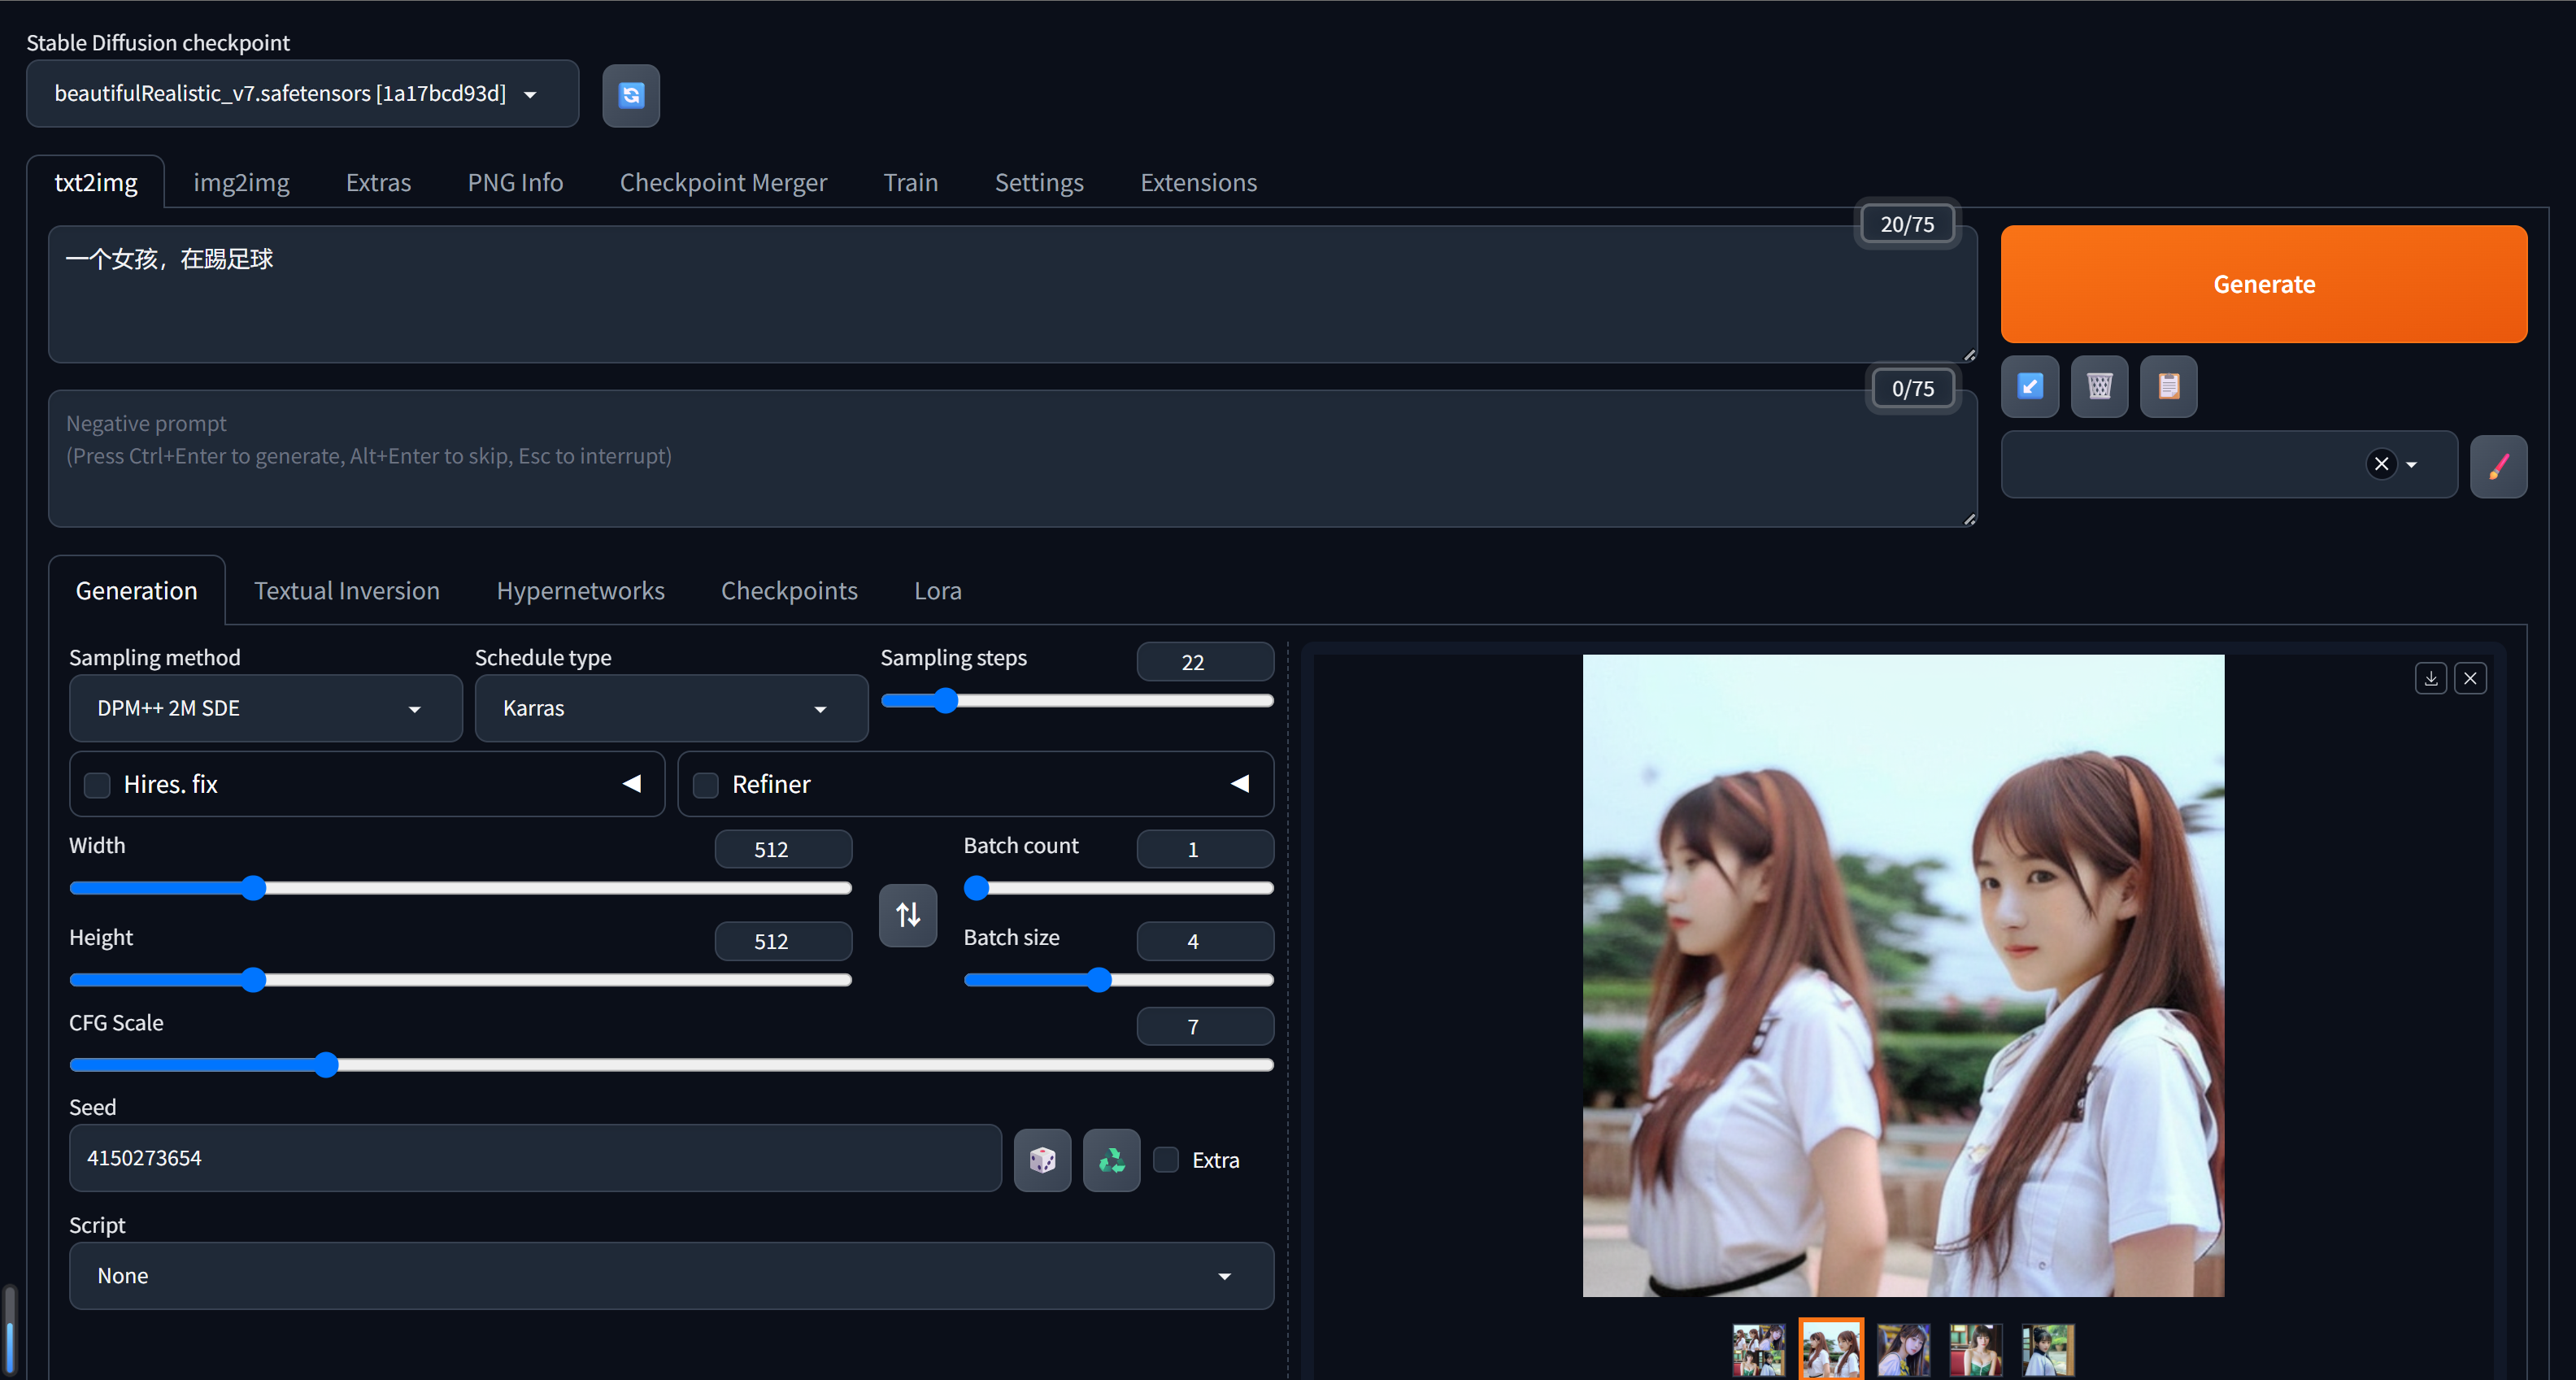 Stable Diffusion checkpoint
beautifulRealistic_v7.safetensors [1a17bcd93d]
txt2img img2img Extras PNG Info Checkpoint Merger Train Settings Extensions
20/75
一个女孩，在踢足球
Generate
0/75
Negative prompt
(Press Ctrl+Enter to generate, Alt+Enter to skip, Esc to interrupt)
Generation Textual Inversion Hypernetworks Checkpoints Lora
Sampling method Schedule type Sampling steps 22
DPM++ 2M SDE Karras
Hires. fix Refiner
Width 512 Batch count 1
Height 512 Batch size 4
CFG Scale 7
Seed
4150273654 Extra
Script
None